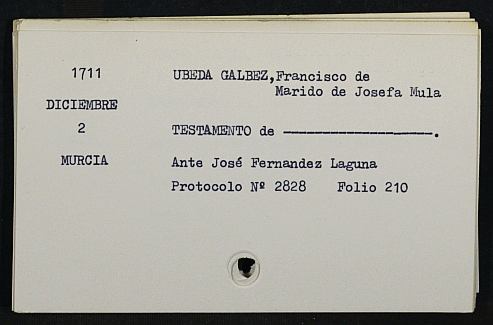 1711 UBEDA GALBEZ,Francisco de
Marido de Josefa Mula
DICIEMBRE
2 TESTAMENTO de -------------------.
MURCIA Ante José Fernandez Laguna
Protocolo Nº 2828 Folio 210